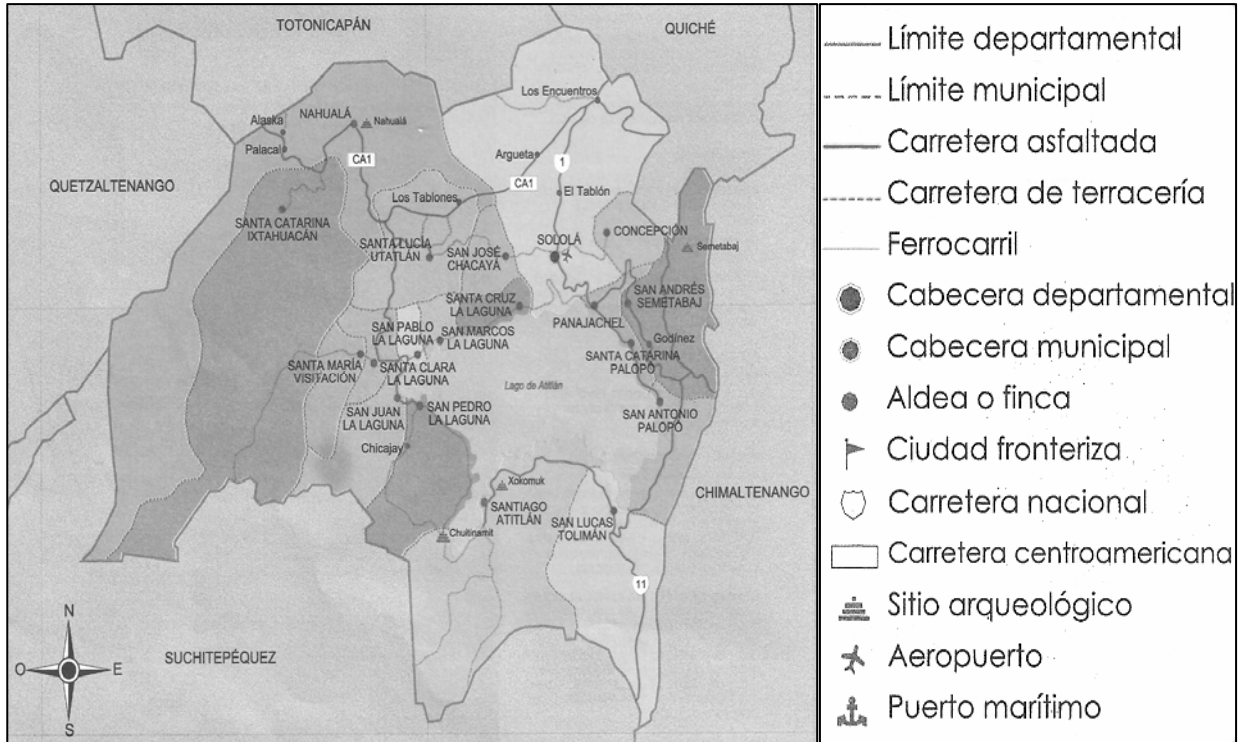 TOTONICAPÁN
QUICHÉ
Los Encuentros
Alaska
NAHUALÁ
Nahualá
Palacal
CA1
Argueta
1
QUETZALTENANGO
CA1
El Tablón
Los Tablones
SANTA CATARINA
IXTAHUACÁN
CONCEPCIÓN
SANTA LUCÍA
UTATLÁN
SAN JOSÉ
CHACAYÁ
SOLOLÁ
Semetabaj
SANTA CRUZ
LA LAGUNA
SAN ANDRÉS
SEMETABAJ
PANAJACHEL
SAN PABLO
LA LAGUNA
SAN MARCOS
LA LAGUNA
Godínez
SANTA MARÍA
VISITACIÓN
SANTA CLARA
LA LAGUNA
SANTA CATARINA
PALOPÓ
Lago de Atitlán
SAN JUAN
LA LAGUNA
SAN PEDRO
LA LAGUNA
SAN ANTONIO
PALOPÓ
Chicajay
Xokomuk
CHIMALTENANGO
SANTIAGO
ATITLÁN
SAN LUCAS
TOLIMÁN
Chuitinamit
11
SUCHITEPÉQUEZ
N
O
E
S
Límite departamental
Límite municipal
Carretera asfaltada
Carretera de terracería
Ferrocarril
Cabecera departamental
Cabecera municipal
Aldea o finca
Ciudad fronteriza
Carretera nacional
Carretera centroamericana
Sitio arqueológico
Aeropuerto
Puerto marítimo